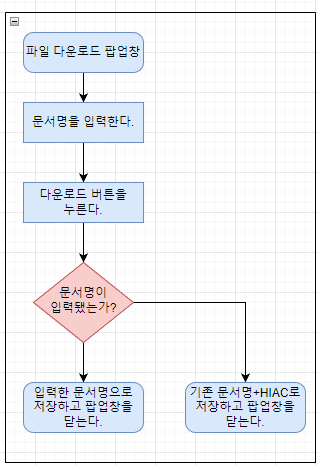 파일 다운로드 팝업창
문서명을 입력한다.
다운로드 버튼을
누른다.
문서명이
입력됐는가?
입력한 문서명으로
저장하고 팝업창을
닫는다.
기존 문서명+HIAC로
저장하고 팝업창을
닫는다.